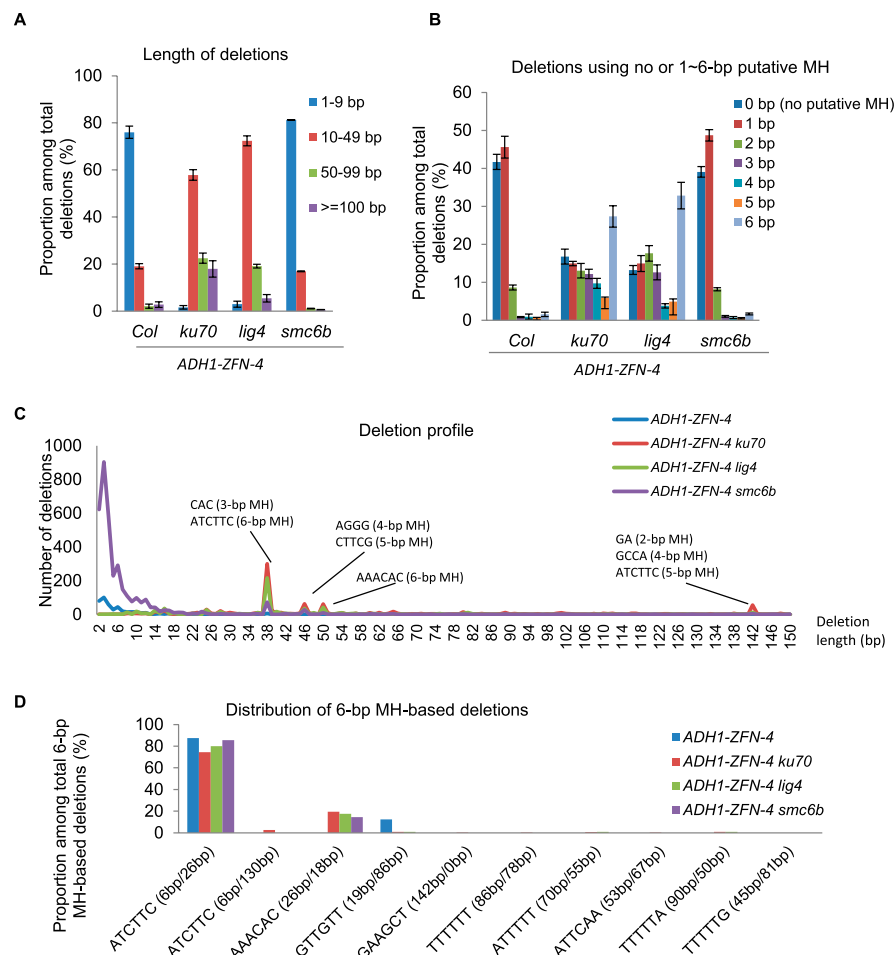 A
Length of deletions
Proportion among total
deletions (%)
100
80
60
40
20
0
1-9 bp
10-49 bp
50-99 bp
>=100 bp
Col
ku70
lig4
smc6b
ADH1-ZFN-4
B
Deletions using no or 1~6-bp putative MH
Proportion among total
deletions (%)
60
50
40
30
20
10
0
0 bp (no putative MH)
1 bp
2 bp
3 bp
4 bp
5 bp
6 bp
Col
ku70
lig4
smc6b
ADH1-ZFN-4
C
Deletion profile
Number of deletions
1000
800
600
400
200
0
ADH1-ZFN-4
ADH1-ZFN-4 ku70
ADH1-ZFN-4 lig4
ADH1-ZFN-4 smc6b
CAC (3-bp MH)
ATCTTC (6-bp MH)
AGGG (4-bp MH)
CTTCG (5-bp MH)
AAACAC (6-bp MH)
GA (2-bp MH)
GCCA (4-bp MH)
ATCTTC (5-bp MH)
2 6 10 14 18 22 26 30 34 38 42 46 50 54 58 62 66 70 74 78 82 86 90 94 98 102 106 110 114 118 122 126 130 134 138 142 146 150
Deletion
length (bp)
D
Distribution of 6-bp MH-based deletions
Proportion among total 6-bp
MH-based deletions (%)
100
80
60
40
20
0
ADH1-ZFN-4
ADH1-ZFN-4 ku70
ADH1-ZFN-4 lig4
ADH1-ZFN-4 smc6b
ATCTTC (6bp/26bp)
ATCTTC (6bp/130bp)
AAACAC (26bp/18bp)
GTTGTT (19bp/86bp)
GAAGCT (142bp/0bp)
TTTTTT (86bp/78bp)
ATTTTT (70bp/55bp)
ATTCAA (53bp/67bp)
TTTTTA (90bp/50bp)
TTTTTG (45bp/81bp)